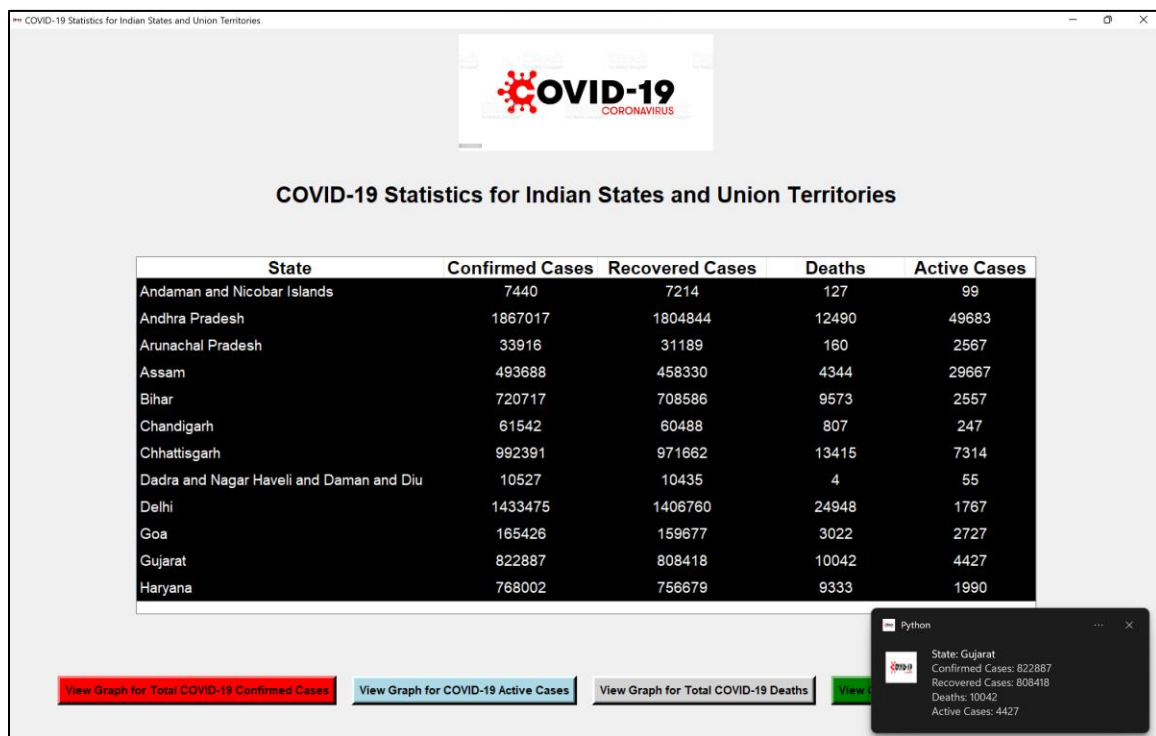 COVID-19 Statistics for Indian States and Union Territories
COVID-19
CORONAVIRUS
COVID-19 Statistics for Indian States and Union Territories
State Confirmed Cases Recovered Cases Deaths Active Cases
Andaman and Nicobar Islands 7440 7214 127 99
Andhra Pradesh 1867017 1804844 12490 49683
Arunachal Pradesh 33916 31189 160 2567
Assam 493688 458330 4344 29667
Bihar 720717 708586 9573 2557
Chandigarh 61542 60488 807 247
Chhattisgarh 992391 971662 13415 7314
Dadra and Nagar Haveli and Daman and Diu 10527 10435 4 55
Delhi 1433475 1406760 24948 1767
Goa 165426 159677 3022 2727
Gujarat 822887 808418 10042 4427
Haryana 768002 756679 9333 1990
View Graph for Total COVID-19 Confirmed Cases
View Graph for COVID-19 Active Cases
View Graph for Total COVID-19 Deaths
View
Python
COVID-19
State: Gujarat
Confirmed Cases: 822887
Recovered Cases: 808418
Deaths: 10042
Active Cases: 4427